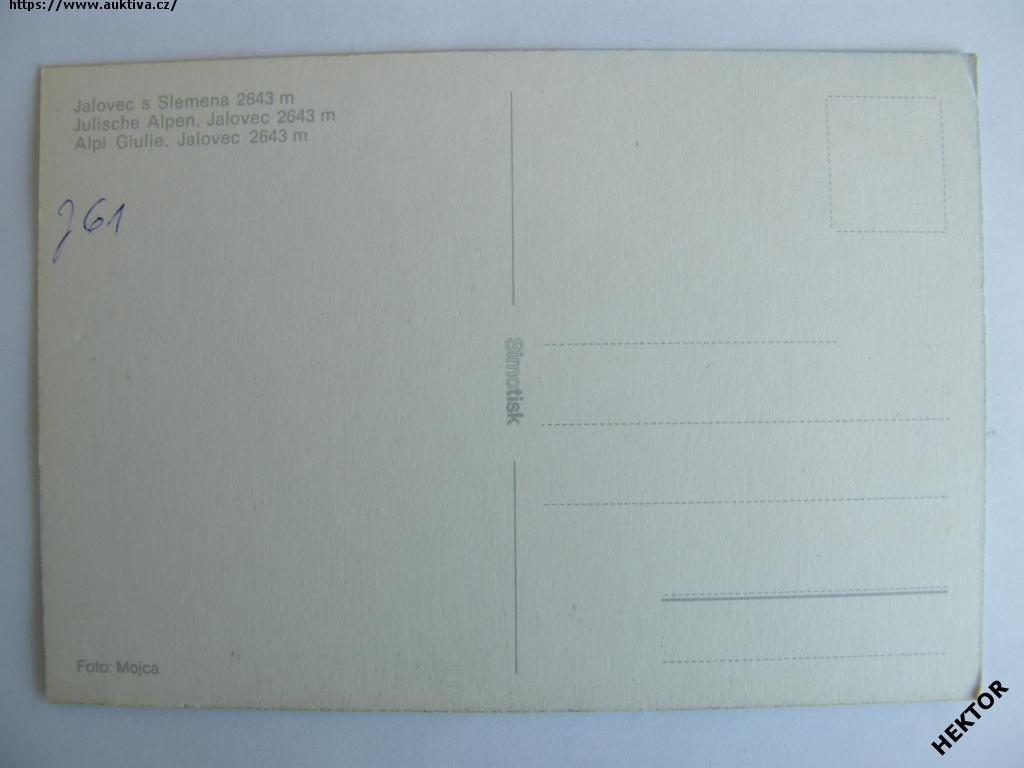 https://www.auktiva.cz/
Jalovec s Slemena 2643 m
Julische Alpen, Jalovec 2643 m
Alpi Giulie, Jalovec 2643 m
J61
Simotisk
Foto: Mojca
HEKTOR